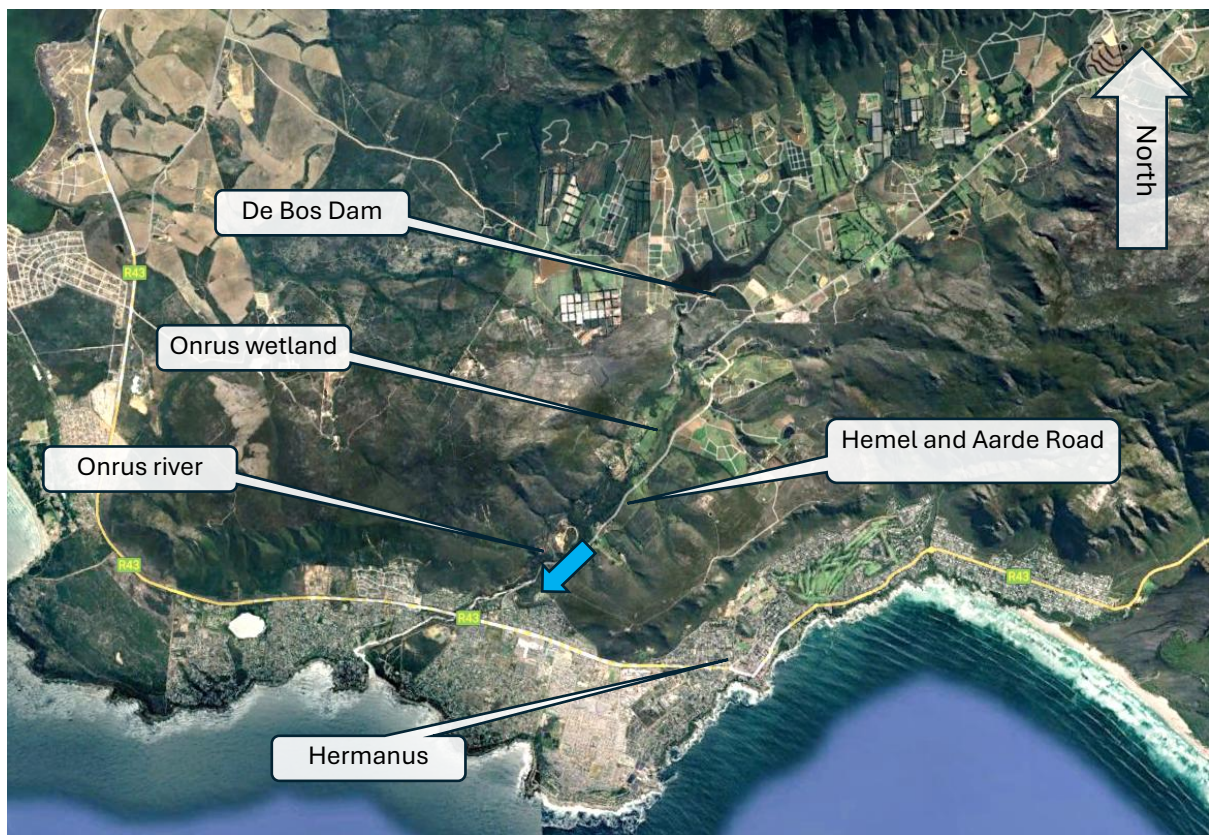 North
De Bos Dam
R43
Onrus wetland
Hemel and Aarde Road
Onrus river
R43
R43
R43
Hermanus